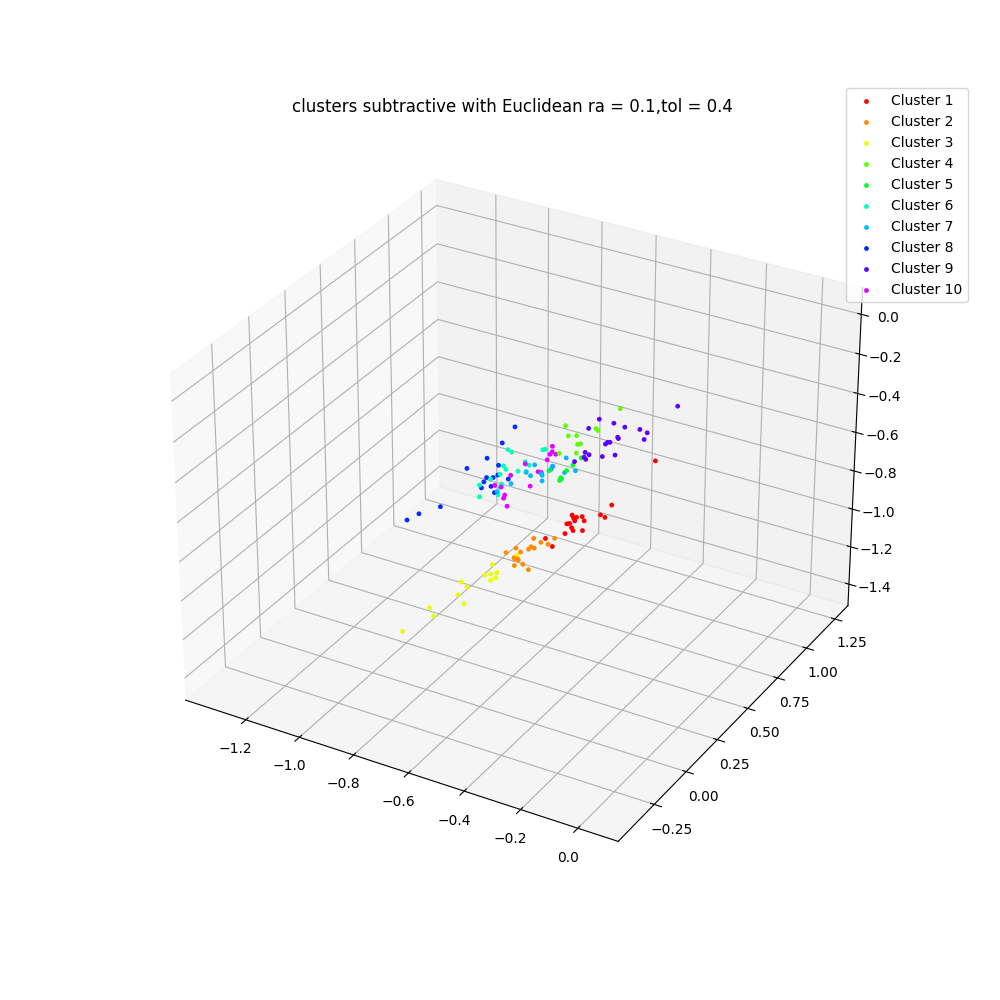 clusters subtractive with Euclidean ra = 0.1,tol = 0.4
Cluster 1
Cluster 2
Cluster 3
Cluster 4
Cluster 5
Cluster 6
Cluster 7
Cluster 8
Cluster 9
Cluster 10
0.0
−0.2
−0.4
−0.6
−0.8
−1.0
−1.2
−1.4
1.25
1.00
0.75
0.50
0.25
0.00
−0.25
−1.2
−1.0
−0.8
−0.6
−0.4
−0.2
0.0